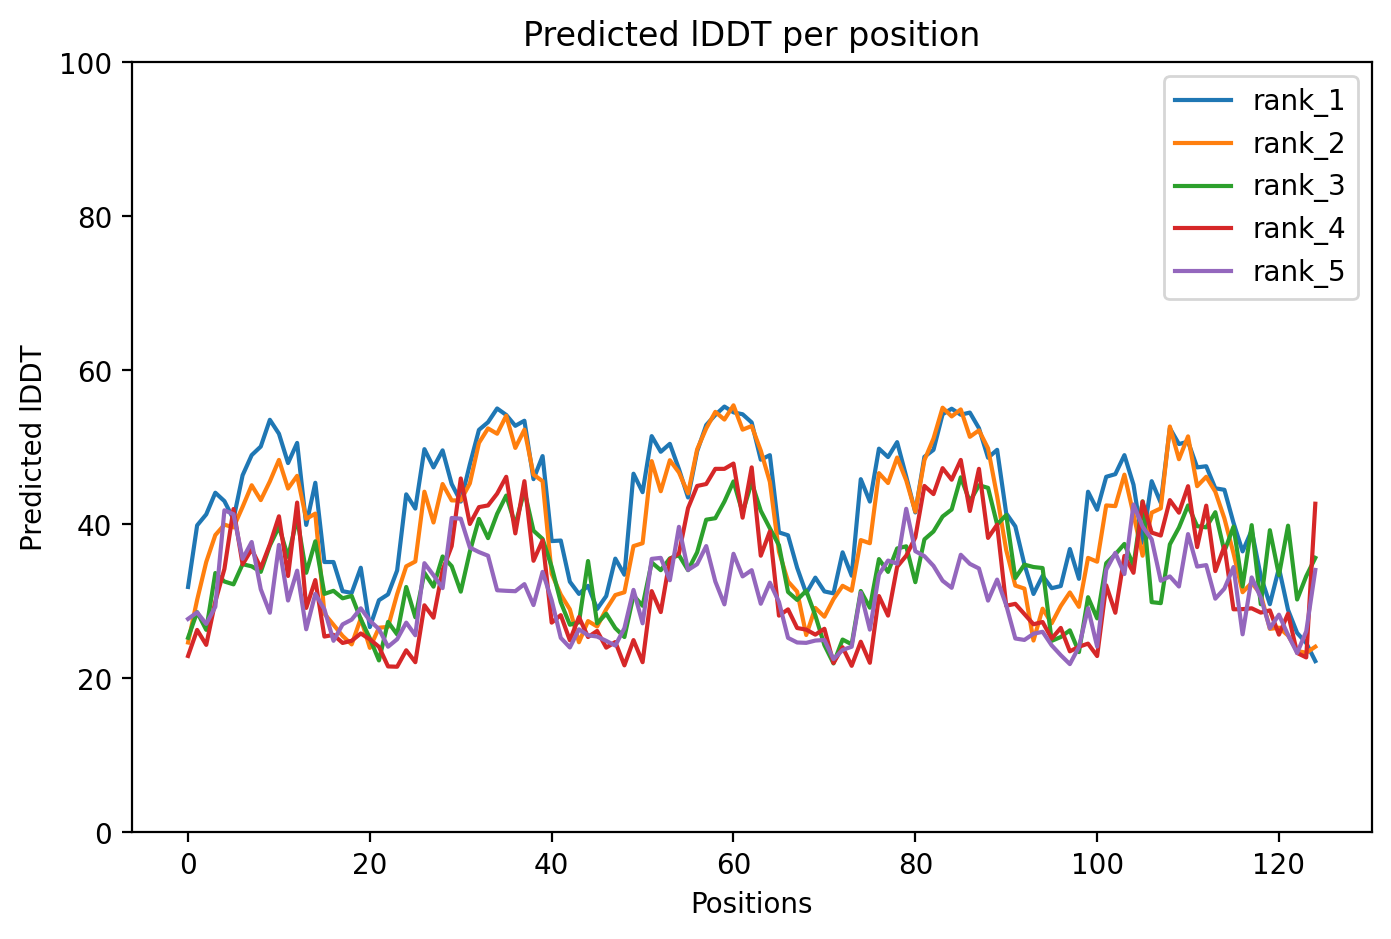 Predicted lDDT per position
100
80
60
40
20
0
Predicted lDDT
0 20 40 60 80 100 120
Positions
rank_1
rank_2
rank_3
rank_4
rank_5